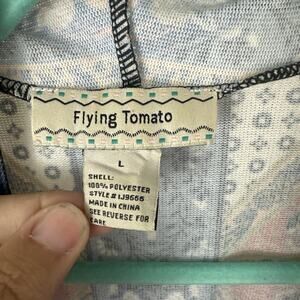 Flying Tomato
L
SHELL:
100% POLYESTER
STYLE # IJ9666
MADE IN CHINA
SEE REVERSE FOR
CARE